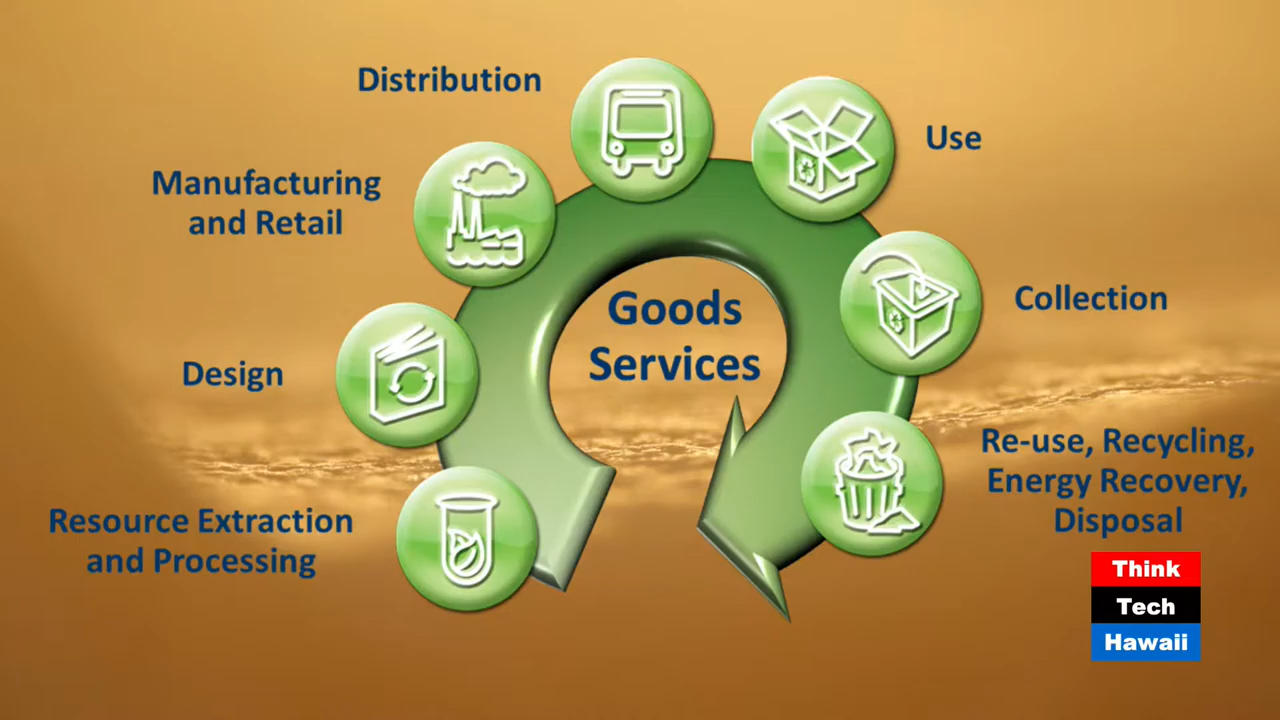 Distribution
Use
Manufacturing
and Retail
Goods
Services
Collection
Design
Re-use, Recycling,
Energy Recovery,
Disposal
Resource Extraction
and Processing
Think
Tech
Hawaii